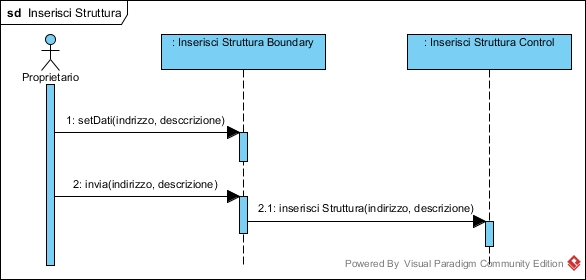 sd Inserisci Struttura
: Inserisci Struttura Boundary
: Inserisci Struttura Control
Proprietario
1: setDati(indrizzo, desccrizione)
2: invia(indirizzo, descrizione)
2.1: inserisci Struttura(indirizzo, descrizione)
Powered By Visual Paradigm Community Edition